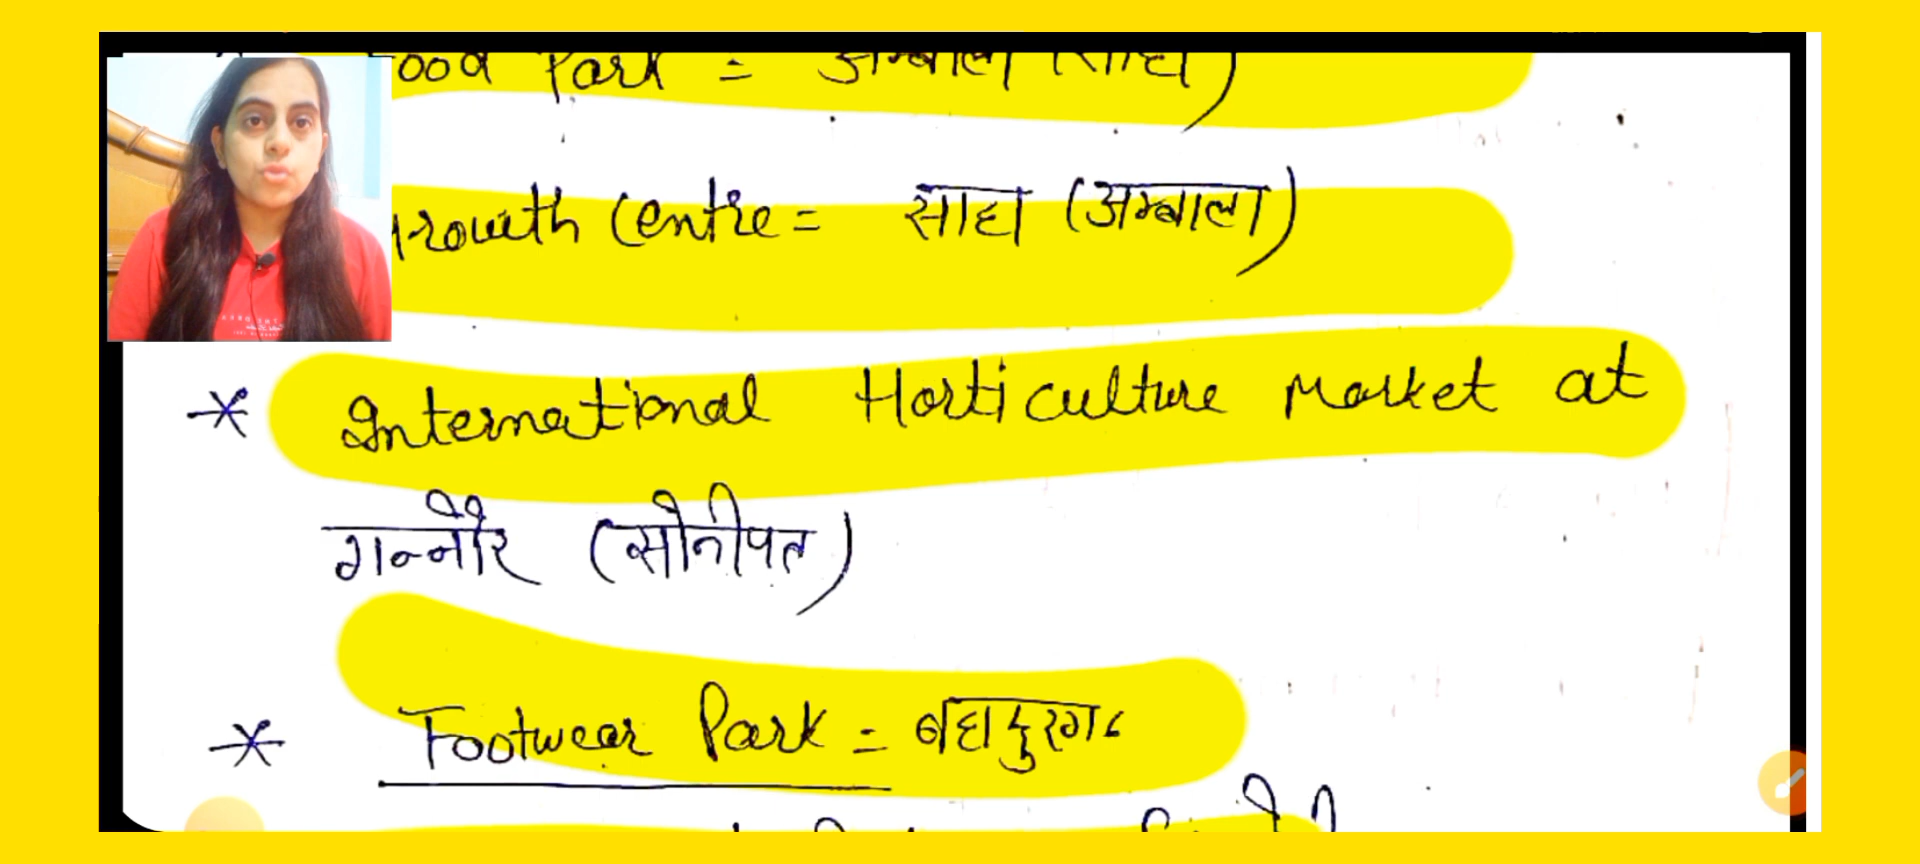 Food Park = अम्बाला (साहा)
Growth Centre = साहा (अम्बाला)
* International Horticulture Market at
गन्नौर (सोनीपत)
* Footwear Park = बहादुरगढ